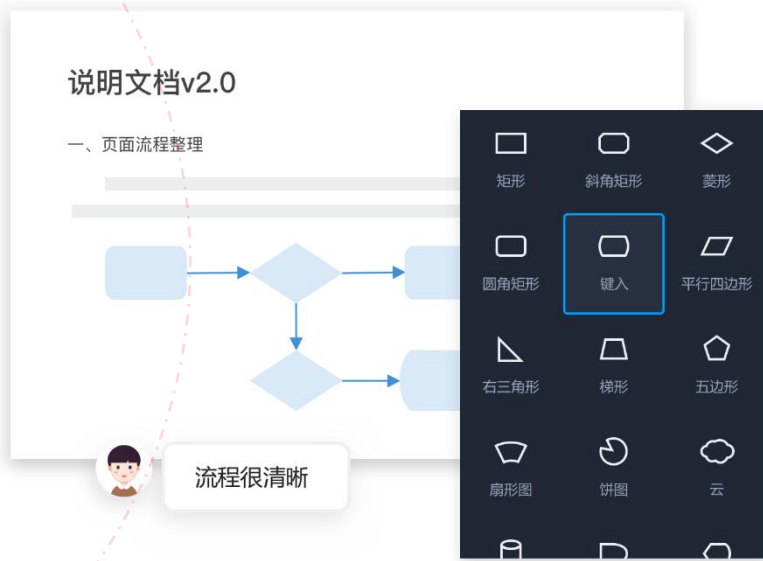 说明文档v2.0
一、页面流程整理
流程很清晰
矩形 斜角矩形 菱形
圆角矩形 键入 平行四边形
右三角形 梯形 五边形
扇形图 饼图 云